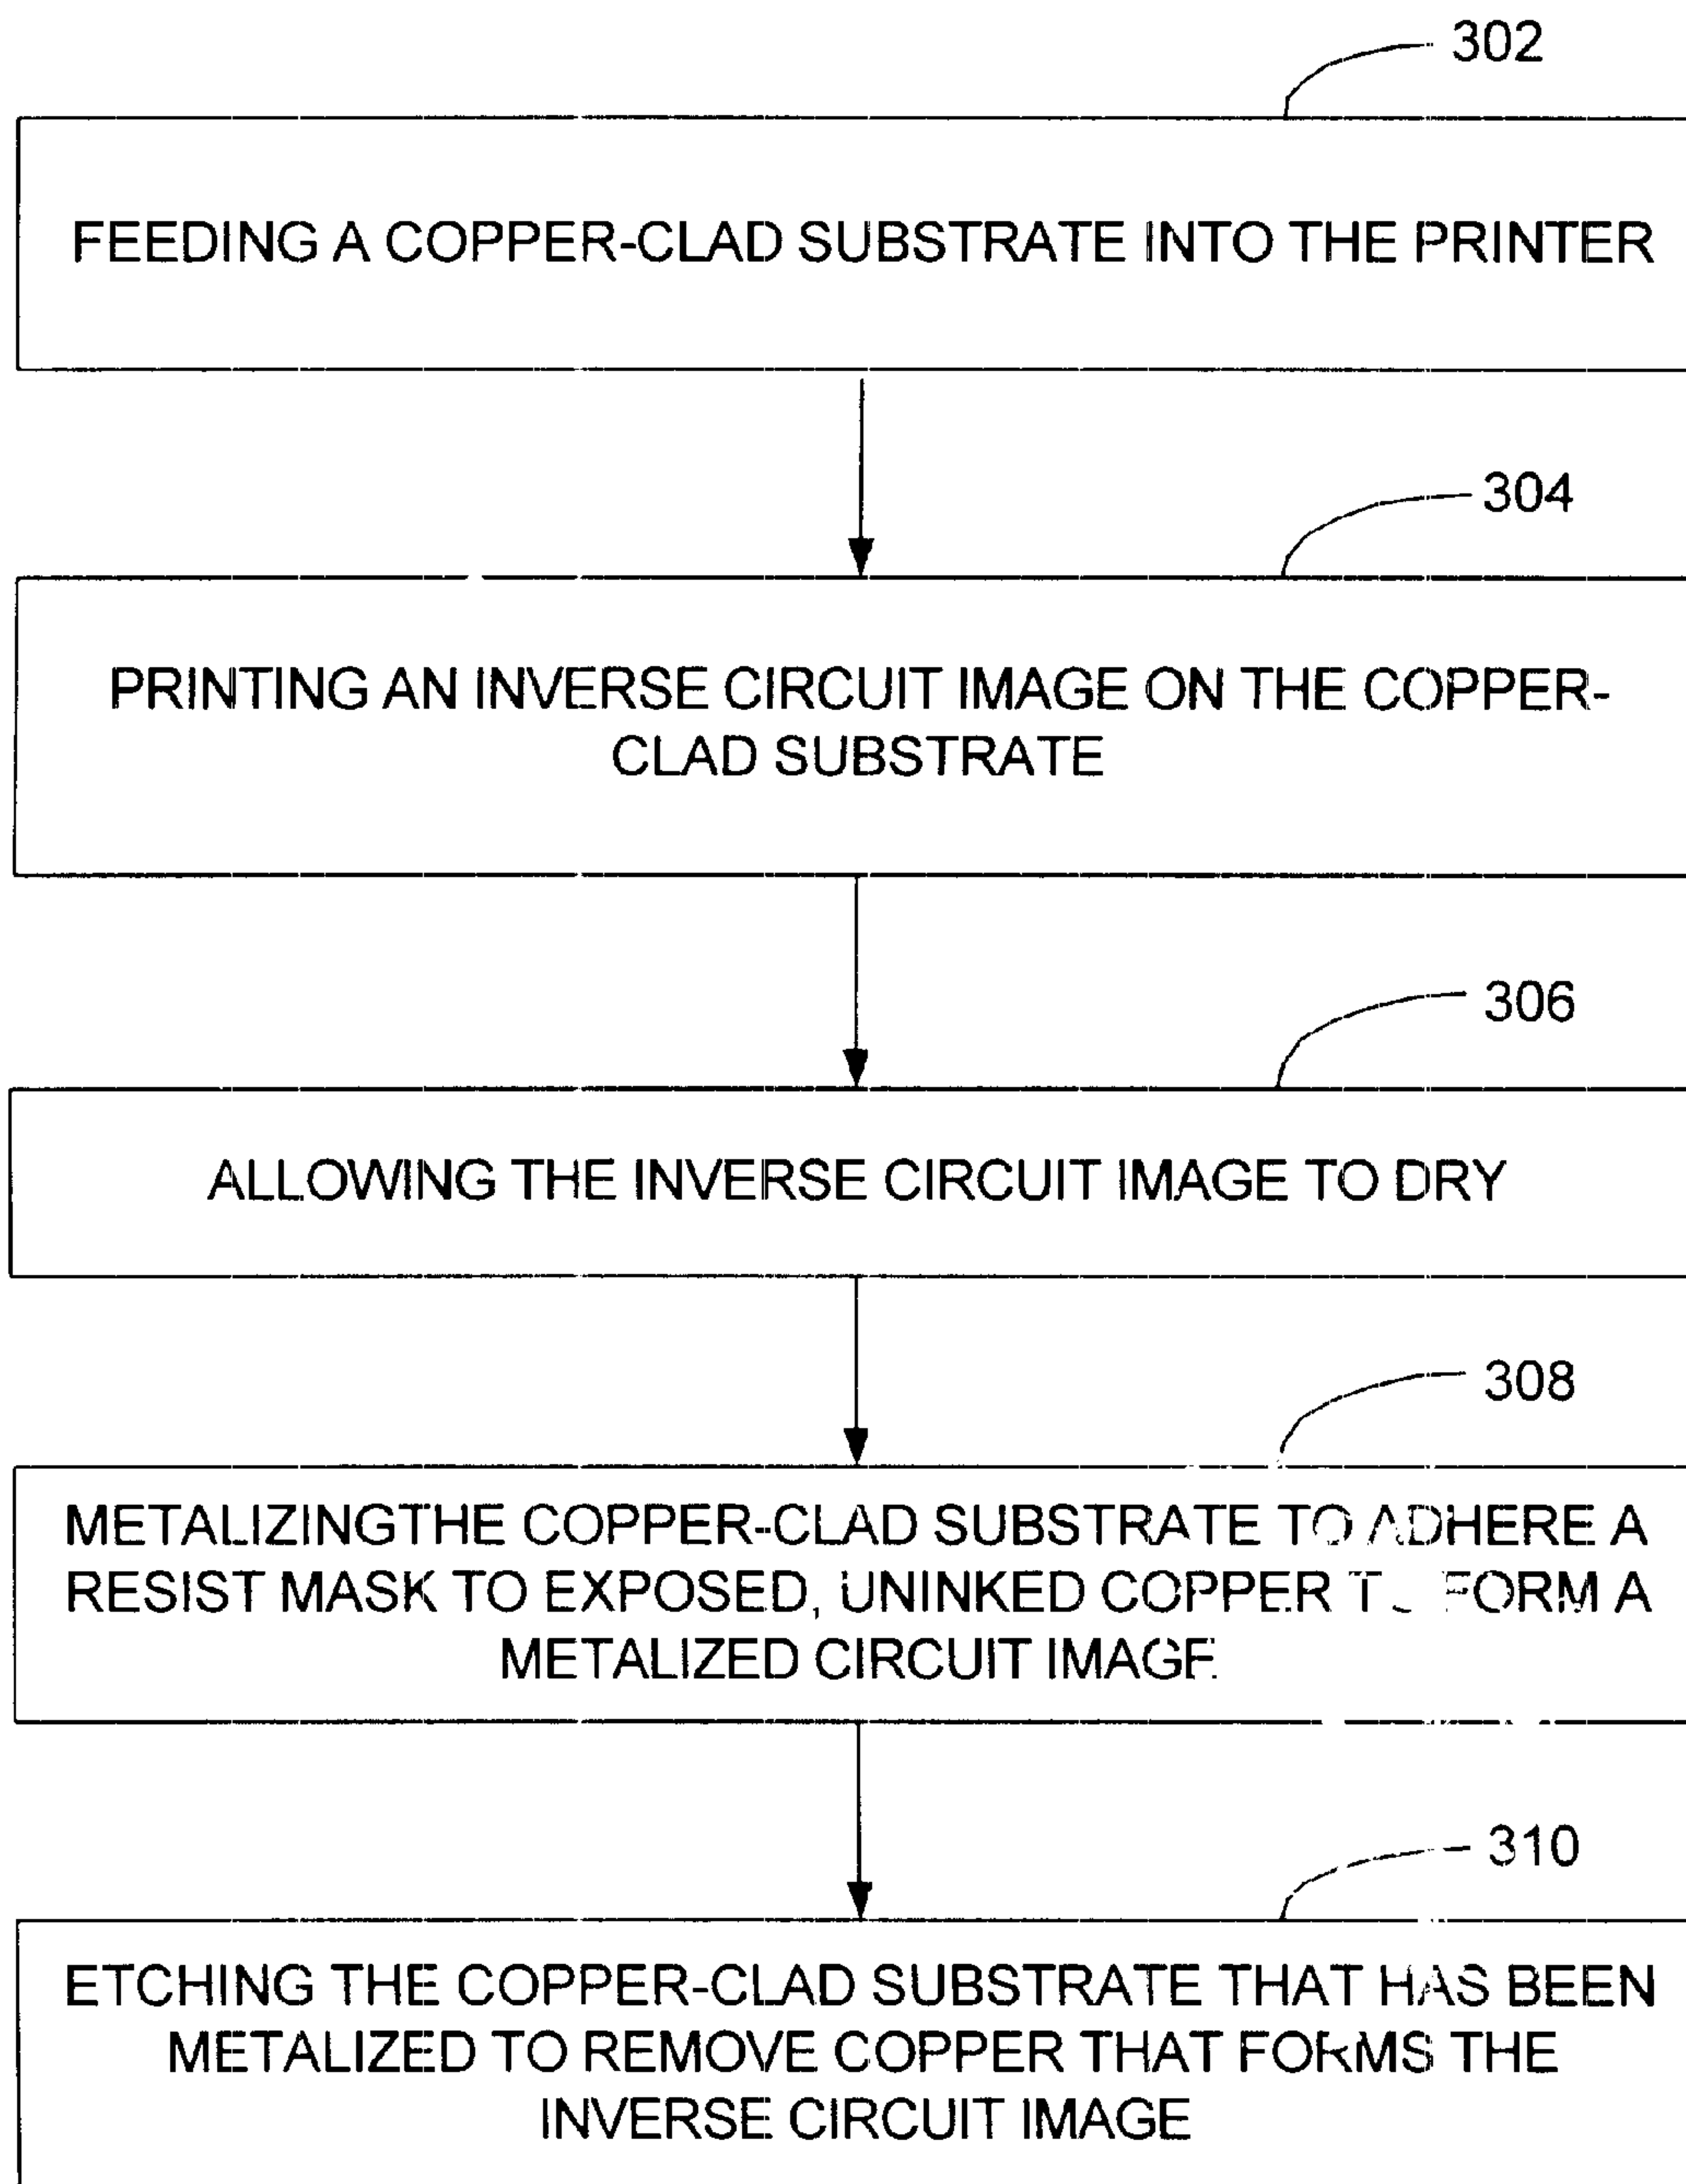 302
FEEDING A COPPER-CLAD SUBSTRATE INTO THE PRINTER
304
PRINTING AN INVERSE CIRCUIT IMAGE ON THE COPPER-
CLAD SUBSTRATE
306
ALLOWING THE INVERSE CIRCUIT IMAGE TO DRY
308
METALIZINGTHE COPPER-CLAD SUBSTRATE TO ADHERE A
RESIST MASK TO EXPOSED, UNINKED COPPER TO FORM A
METALIZED CIRCUIT IMAGE.
310
ETCHING THE COPPER-CLAD SUBSTRATE THAT HAS BEEN
METALIZED TO REMOVE COPPER THAT FORMS THE
INVERSE CIRCUIT IMAGE